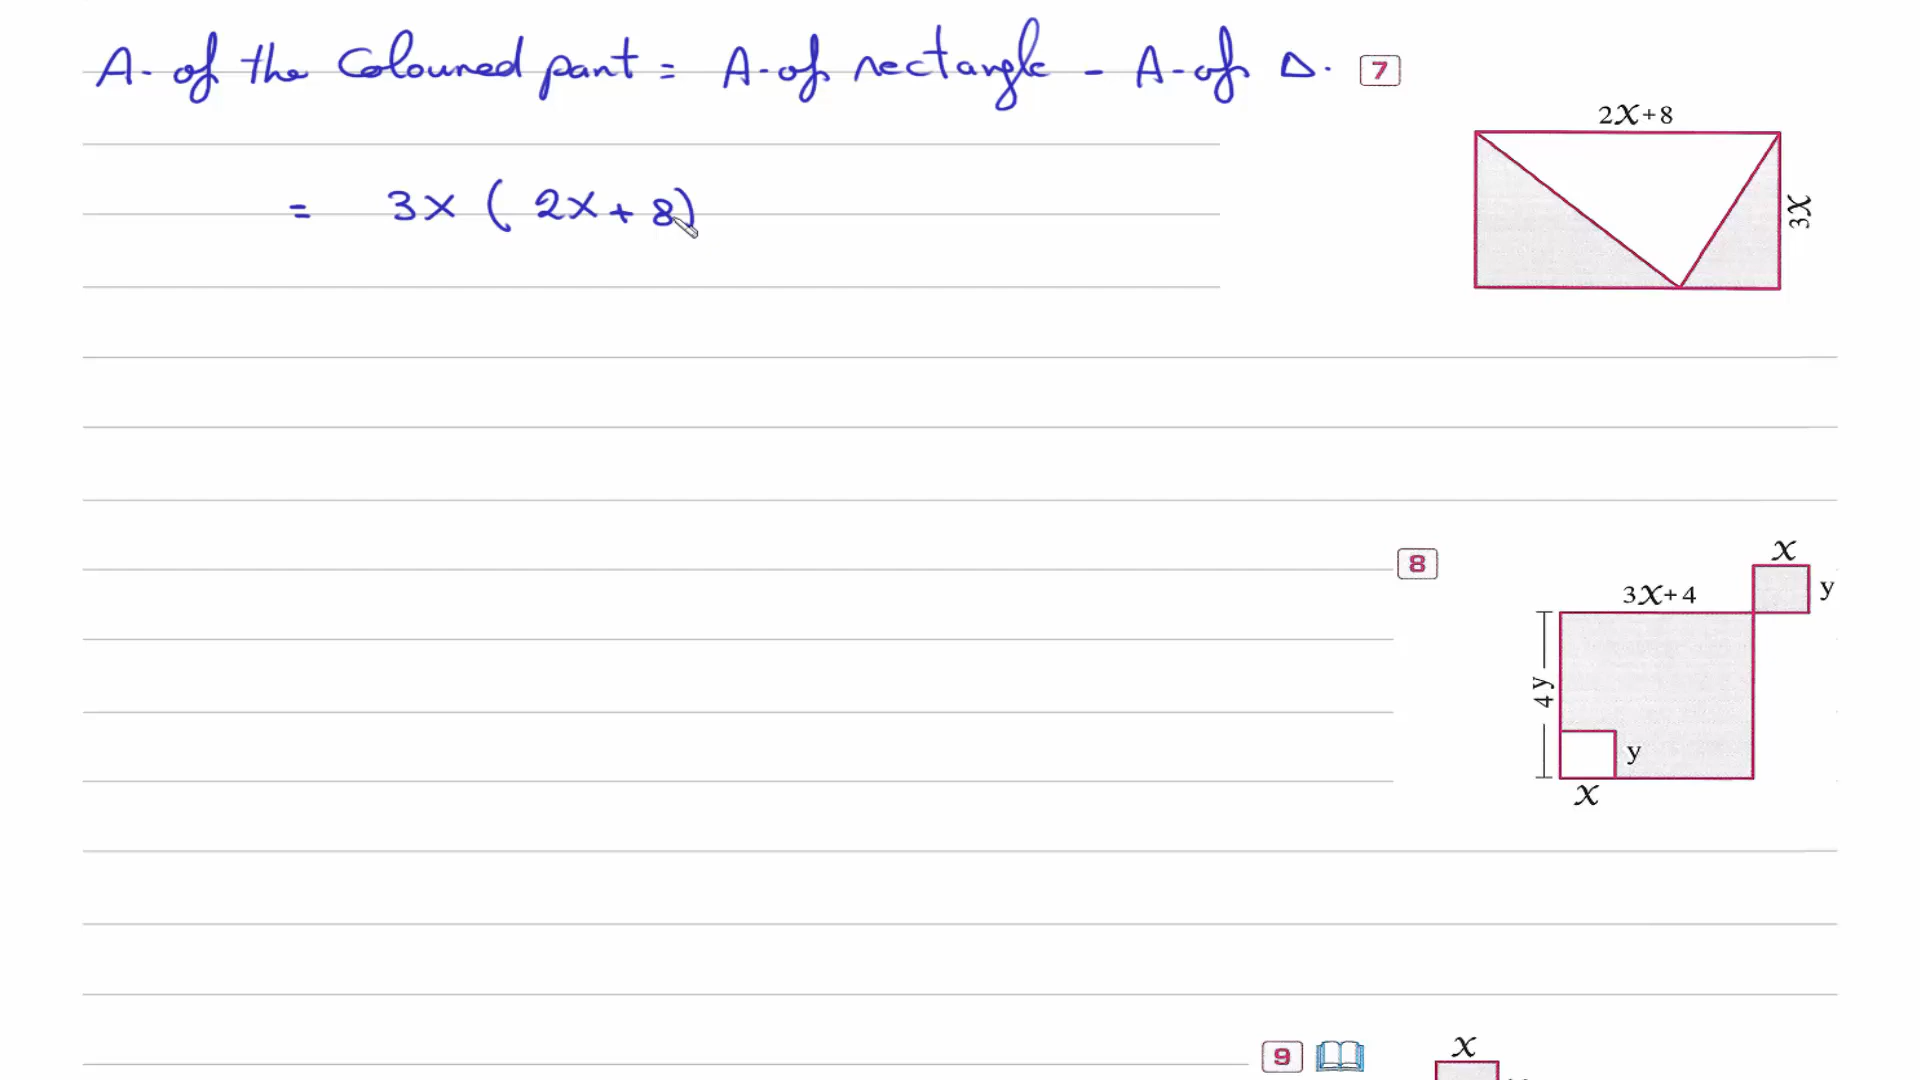 A. of the Coloured part = A. of rectangle - A. of Δ. 7
2x+8
= 3x ( 2x + 8)
3x
8
x
y
3x+4
4y
y
x
9
x